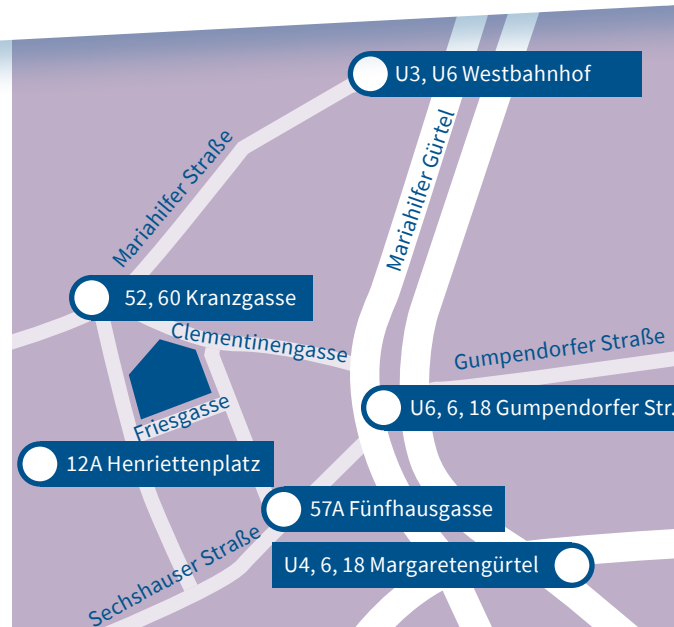 U3, U6 Westbahnhof
Mariahilfer Straße
Mariahilfer Gürtel
52, 60 Kranzgasse
Clementinengasse
Gumpendorfer Straße
Friesgasse
U6, 6, 18 Gumpendorfer Str.
12A Henriettenplatz
57A Fünfhausgasse
Sechshauser Straße
U4, 6, 18 Margaretengürtel